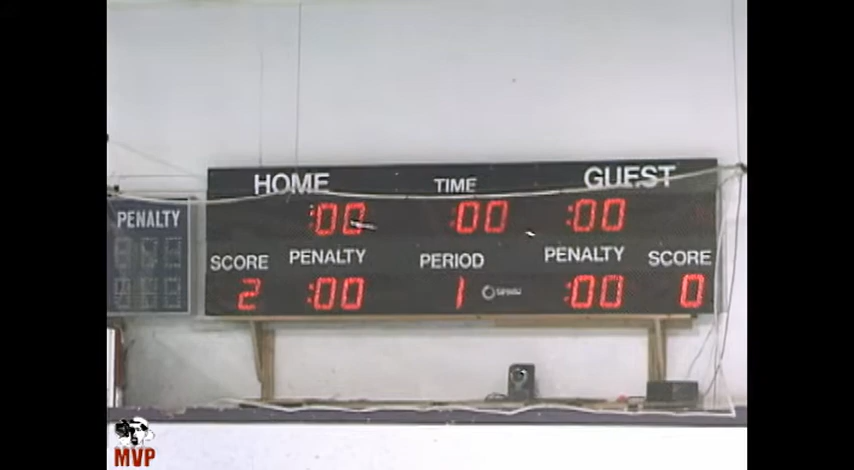 HOME TIME GUEST
PENALTY
:00 :00 :00
SCORE PENALTY PERIOD PENALTY SCORE
2 :00 1 :00 0
MVP